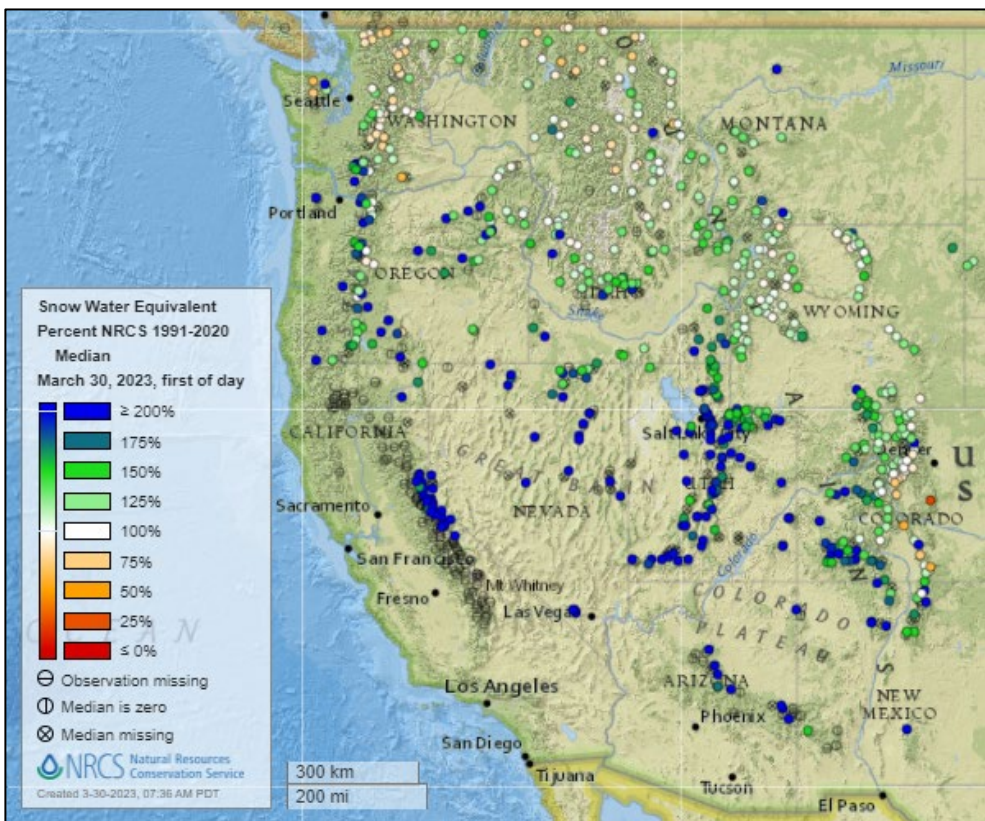 Seattle
WASHINGTON
Missouri
MONTANA
Portland
OREGON
Snake
WYOMING
CALIFORNIA
Salt Lake City
GREAT BASIN
UTAH
NEVADA
Denver
US
COLORADO
Sacramento
San Francisco
Mt Whitney
Fresno
Las Vegas
Colorado
COLORADO
PLATEAU
OCEAN
Los Angeles
ARIZONA
Phoenix
NEW
MEXICO
San Diego
Tijuana
Tucson
El Paso
Snow Water Equivalent
Percent NRCS 1991-2020
Median
March 30, 2023, first of day
≥ 200%
175%
150%
125%
100%
75%
50%
25%
≤ 0%
Observation missing
Median is zero
Median missing
NRCS Natural Resources
Conservation Service
Created 3-30-2023, 07:36 AM PDT
300 km
200 mi